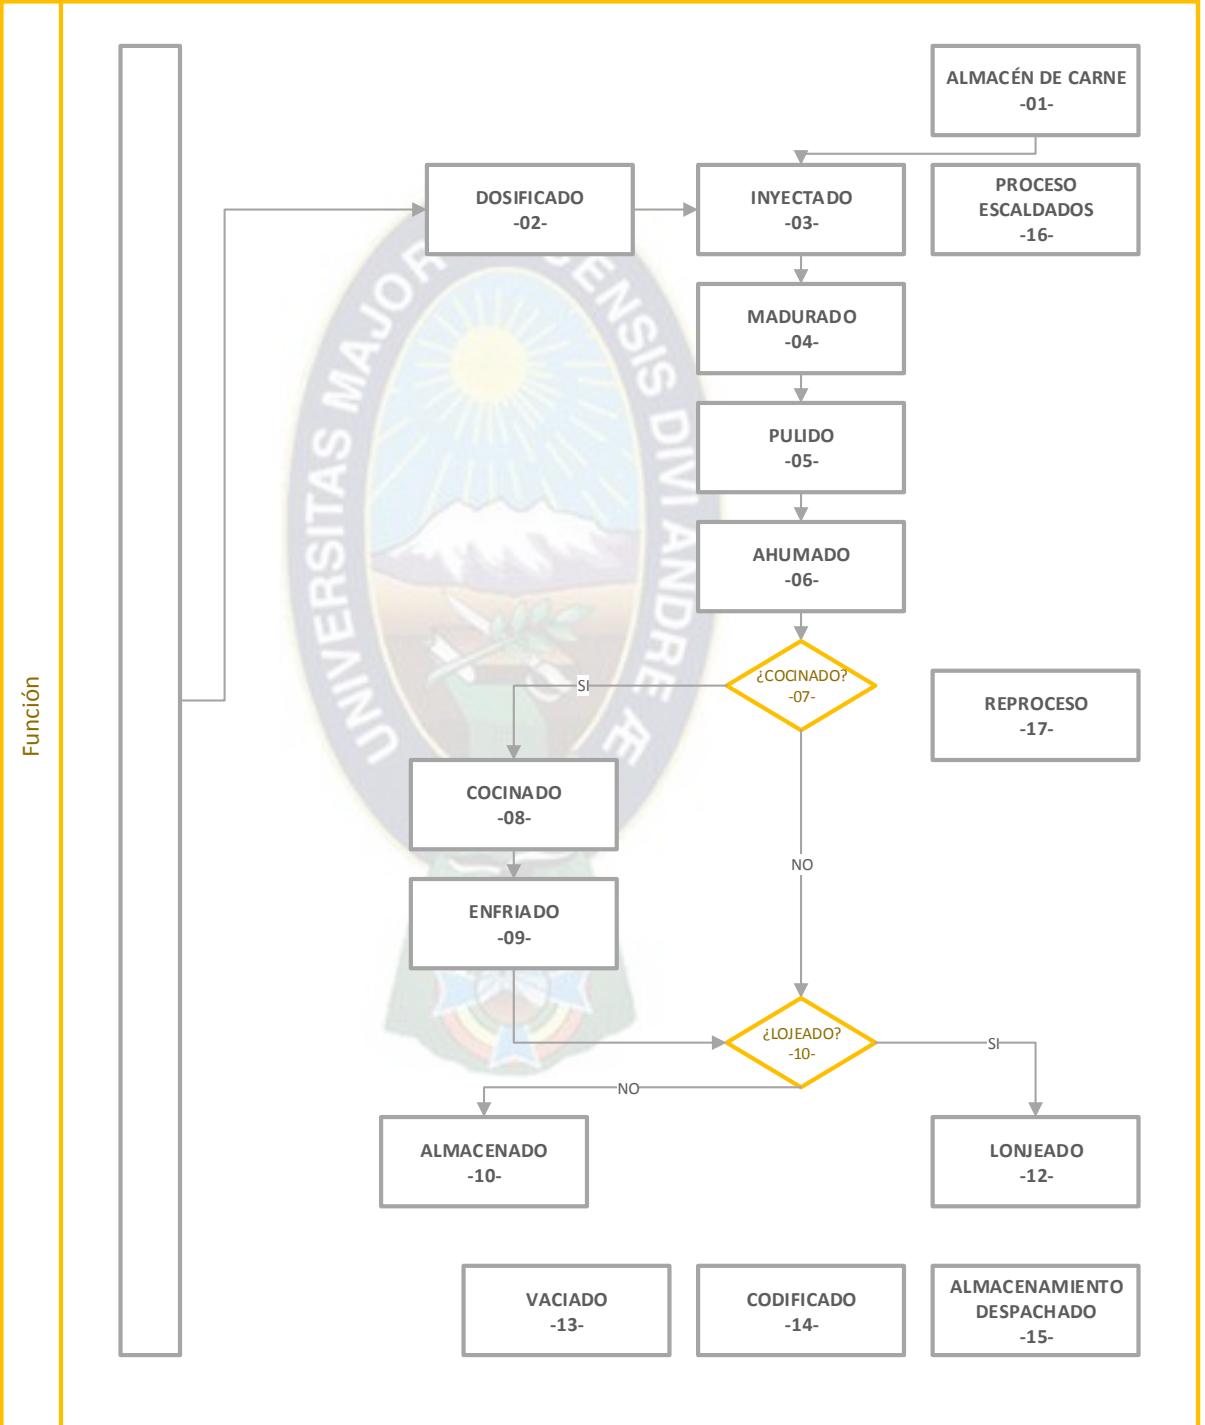 Función
ALMACÉN DE CARNE
-01-
DOSIFICADO
-02-
INYECTADO
-03-
PROCESO
ESCALDADOS
-16-
MADURADO
-04-
PULIDO
-05-
AHUMADO
-06-
¿COCINADO?
-07-
SI
REPROCESO
-17-
COCINADO
-08-
NO
ENFRIADO
-09-
¿LOJEADO?
-10-
SI
NO
ALMACENADO
-10-
LONJEADO
-12-
VACIADO
-13-
CODIFICADO
-14-
ALMACENAMIENTO
DESPACHADO
-15-
UNIVERSITAS MAJOR
ENSIS DIVI ANDRE Æ